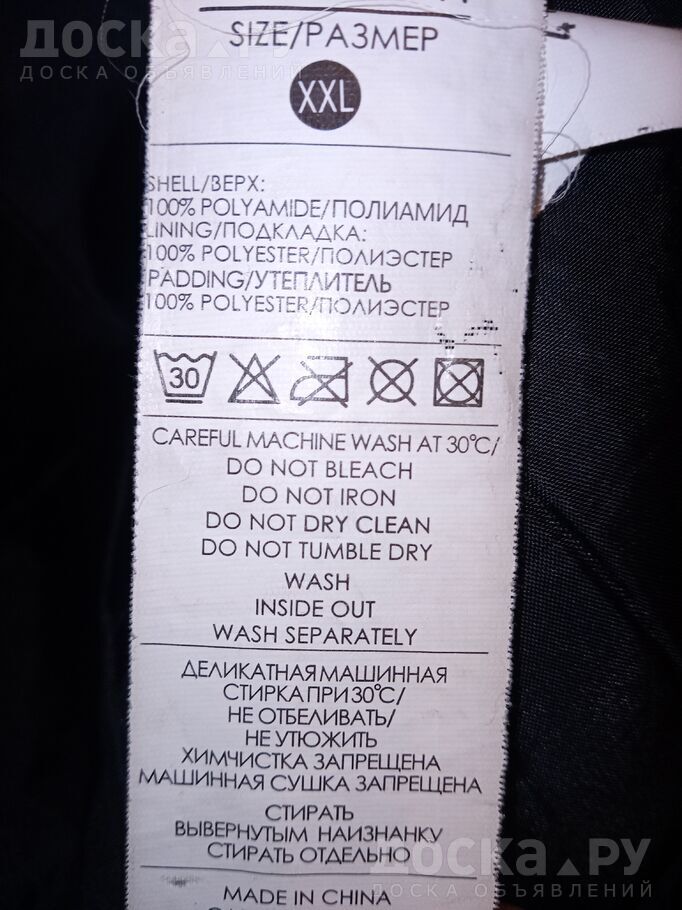 ДОСКА.РУ
ДОСКА ОБЪЯВЛЕНИЙ
SIZE/РАЗМЕР
XXL
SHELL/ВЕРХ:
100% POLYAMIDE/ПОЛИАМИД
LINING/ПОДКЛАДКА:
100% POLYESTER/ПОЛИЭСТЕР
PADDING/УТЕПЛИТЕЛЬ
100% POLYESTER/ПОЛИЭСТЕР
30
CAREFUL MACHINE WASH AT 30°C/
DO NOT BLEACH
DO NOT IRON
DO NOT DRY CLEAN
DO NOT TUMBLE DRY
WASH
INSIDE OUT
WASH SEPARATELY
ДЕЛИКАТНАЯ МАШИННАЯ
СТИРКА ПРИ 30°C/
НЕ ОТБЕЛИВАТЬ/
НЕ УТЮЖИТЬ
ХИМЧИСТКА ЗАПРЕЩЕНА
МАШИННАЯ СУШКА ЗАПРЕЩЕНА
СТИРАТЬ
ВЫВЕРНУТЫМ НАИЗНАНКУ
СТИРАТЬ ОТДЕЛЬНО
ДОСКА.РУ
ДОСКА ОБЪЯВЛЕНИЙ
MADE IN CHINA